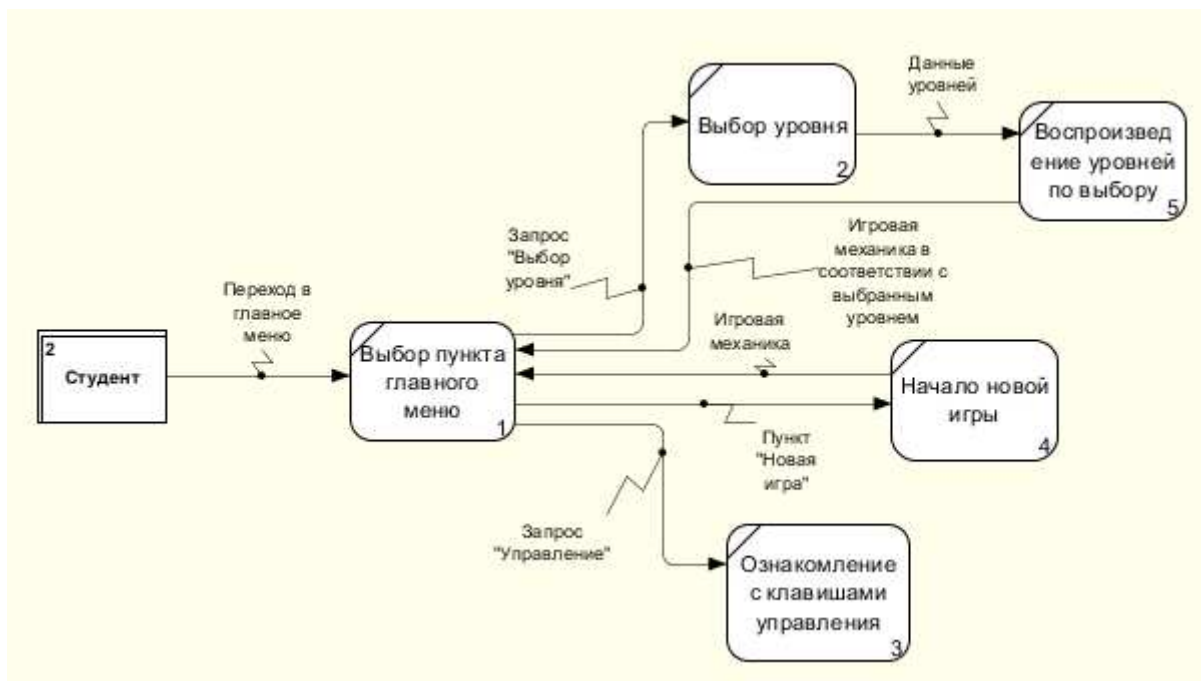 Данные
уровней
Выбор уровня
2
Воспроизвед
ение уровней
по выбору
5
Запрос
"Выбор
уровня"
Игровая
механика в
соответствии с
выбранным
уровнем
Переход в
главное
меню
2
Студент
Выбор пункта
главного
меню
1
Игровая
механика
Начало новой
игры
4
Пункт
"Новая
игра"
Запрос
"Управление"
Ознакомление
с клавишами
управления
3